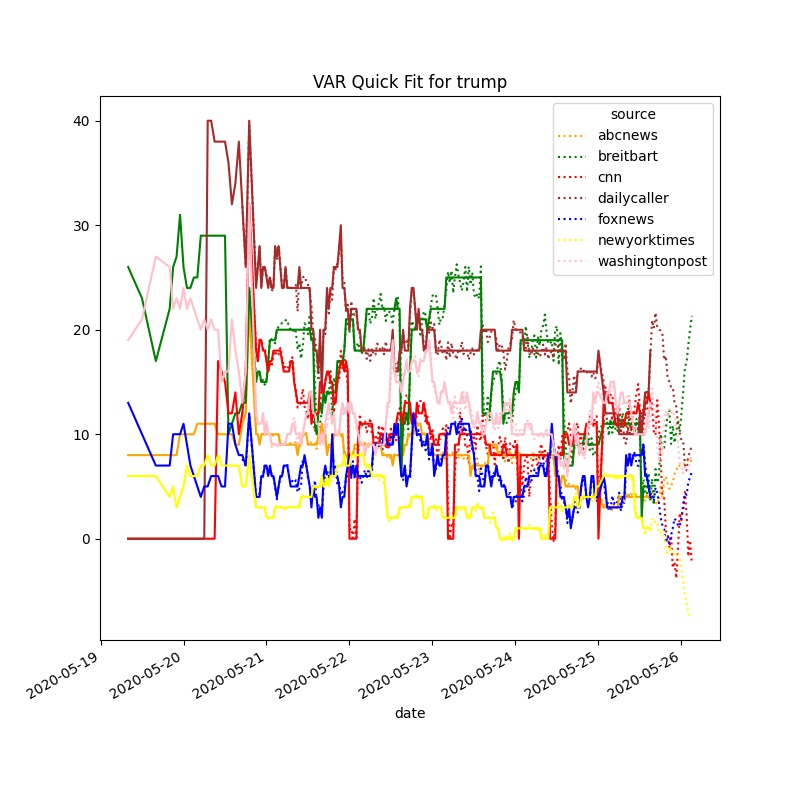 VAR Quick Fit for trump
40
30
20
10
0
source
abcnews
breitbart
cnn
dailycaller
foxnews
newyorktimes
washingtonpost
2020-05-19
2020-05-20
2020-05-21
2020-05-22
2020-05-23
2020-05-24
2020-05-25
2020-05-26
date